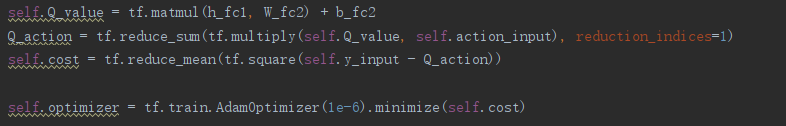 self.Q_value = tf.matmul(h_fc1, W_fc2) + b_fc2
Q_action = tf.reduce_sum(tf.multiply(self.Q_value, self.action_input), reduction_indices=1)
self.cost = tf.reduce_mean(tf.square(self.y_input - Q_action))
self.optimizer = tf.train.AdamOptimizer(1e-6).minimize(self.cost)